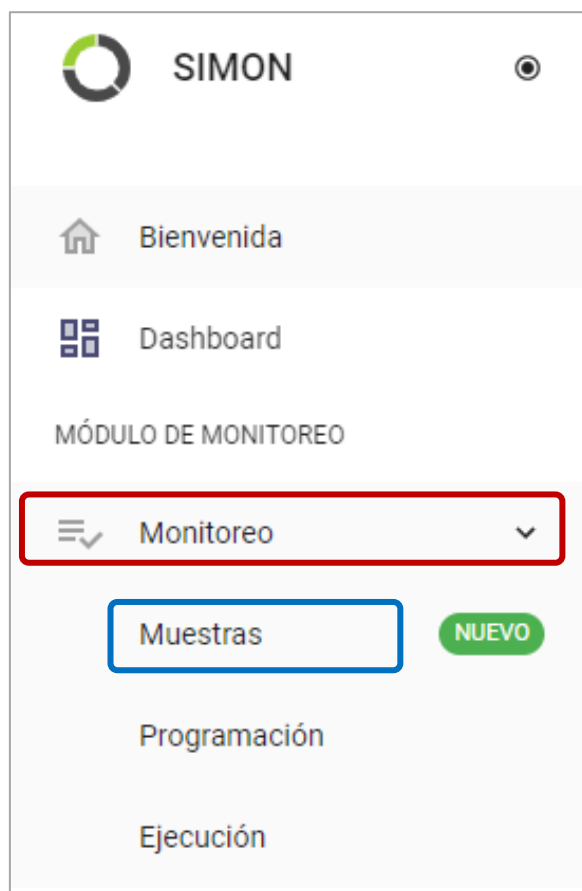 SIMON
Bienvenida
Dashboard
MÓDULO DE MONITOREO
Monitoreo
Muestras NUEVO
Programación
Ejecución